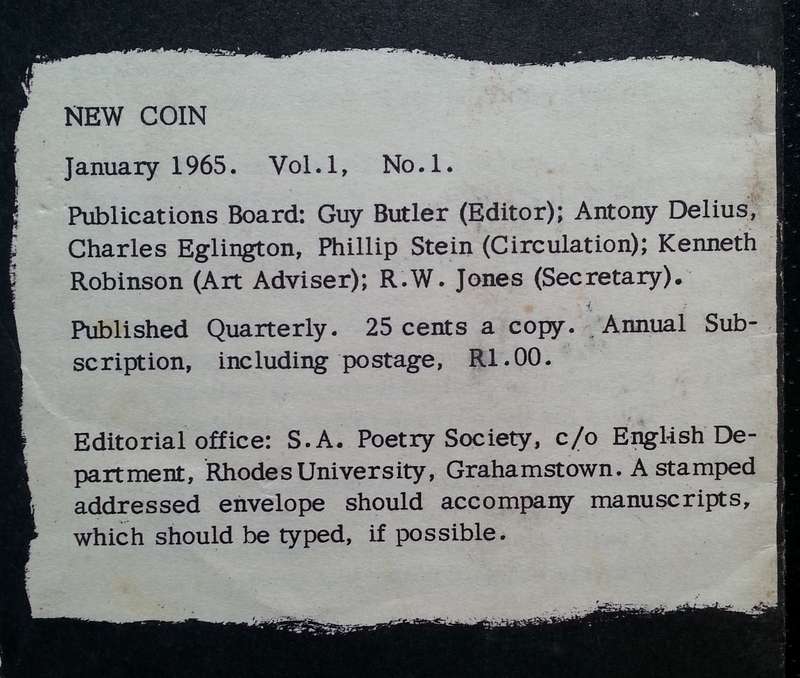 NEW COIN
January 1965. Vol.1, No.1.
Publications Board: Guy Butler (Editor); Antony Delius,
Charles Eglington, Phillip Stein (Circulation); Kenneth
Robinson (Art Adviser); R.W. Jones (Secretary).
Published Quarterly. 25 cents a copy. Annual Sub-
scription, including postage, R1.00.
Editorial office: S.A. Poetry Society, c/o English De-
partment, Rhodes University, Grahamstown. A stamped
addressed envelope should accompany manuscripts,
which should be typed, if possible.